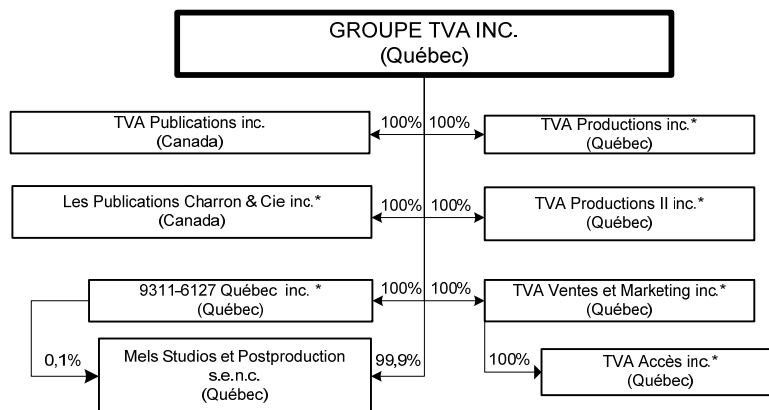 GROUPE TVA INC.
(Québec)
TVA Publications inc.
(Canada)
100%
100%
TVA Productions inc.*
(Québec)
Les Publications Charron & Cie inc.*
(Canada)
100%
100%
TVA Productions II inc.*
(Québec)
9311-6127 Québec inc. *
(Québec)
100%
100%
TVA Ventes et Marketing inc.*
(Québec)
0,1%
Mels Studios et Postproduction
s.e.n.c.
(Québec)
99,9%
100%
TVA Accès inc.*
(Québec)